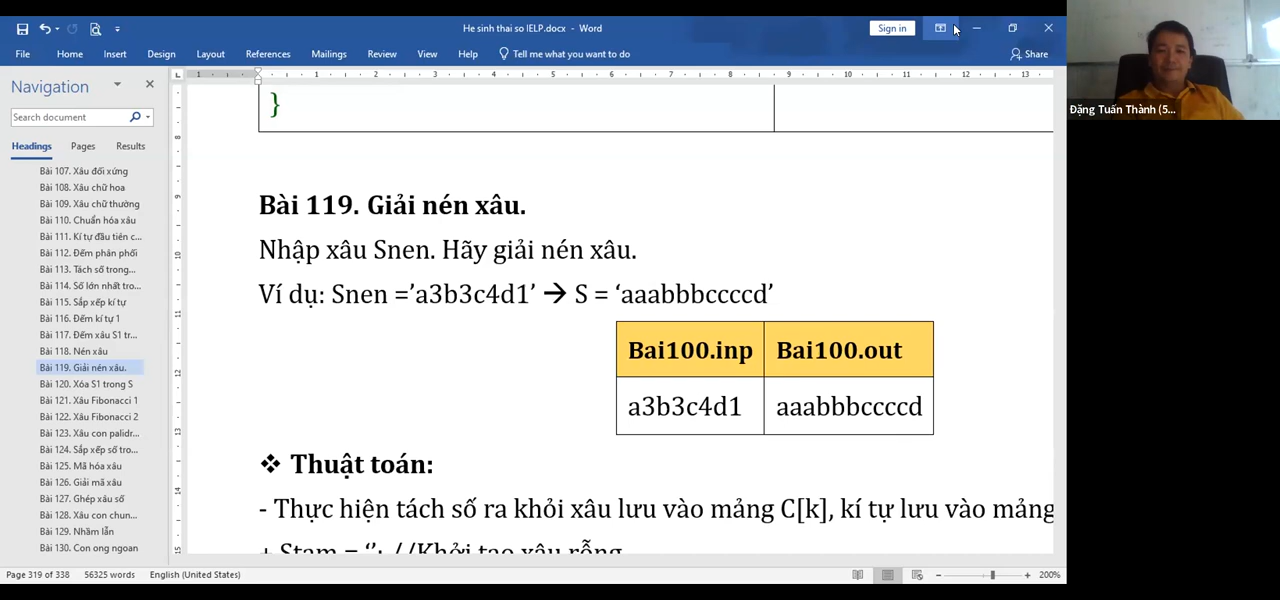 He sinh thai so IELP.docx - Word
Sign in
File Home Insert Design Layout References Mailings Review View Help Tell me what you want to do Share
Navigation
Search document
Headings Pages Results
Bài 107. Xâu đối xứng
Bài 108. Xâu chữ hoa
Bài 109. Xâu chữ thường
Bài 110. Chuẩn hóa xâu
Bài 111. Kí tự đầu tiên c...
Bài 112. Đếm phân phối
Bài 113. Tách số trong...
Bài 114. Số lớn nhất tro...
Bài 115. Sắp xếp kí tự
Bài 116. Đếm kí tự 1
Bài 117. Đếm xâu S1 tr...
Bài 118. Nén xâu
Bài 119. Giải nén xâu.
Bài 120. Xóa S1 trong S
Bài 121. Xâu Fibonacci 1
Bài 122. Xâu Fibonacci 2
Bài 123. Xâu con palidr...
Bài 124. Sắp xếp số tro...
Bài 125. Mã hóa xâu
Bài 126. Giải mã xâu
Bài 127. Ghép xâu số
Bài 128. Xâu con chun...
Bài 129. Nhầm lẫn
Bài 130. Con ong ngoan
}
Bài 119. Giải nén xâu.
Nhập xâu Snen. Hãy giải nén xâu.
Ví dụ: Snen =’a3b3c4d1’ → S = ‘aaabbbccccd’
Bai100.inp Bai100.out
a3b3c4d1 aaabbbccccd
❖ Thuật toán:
- Thực hiện tách số ra khỏi xâu lưu vào mảng C[k], kí tự lưu vào mảng
+ Stam = ‘’; //Khởi tạo xâu rỗng
Page 319 of 338 56325 words English (United States) 200%
Đặng Tuấn Thành (5...